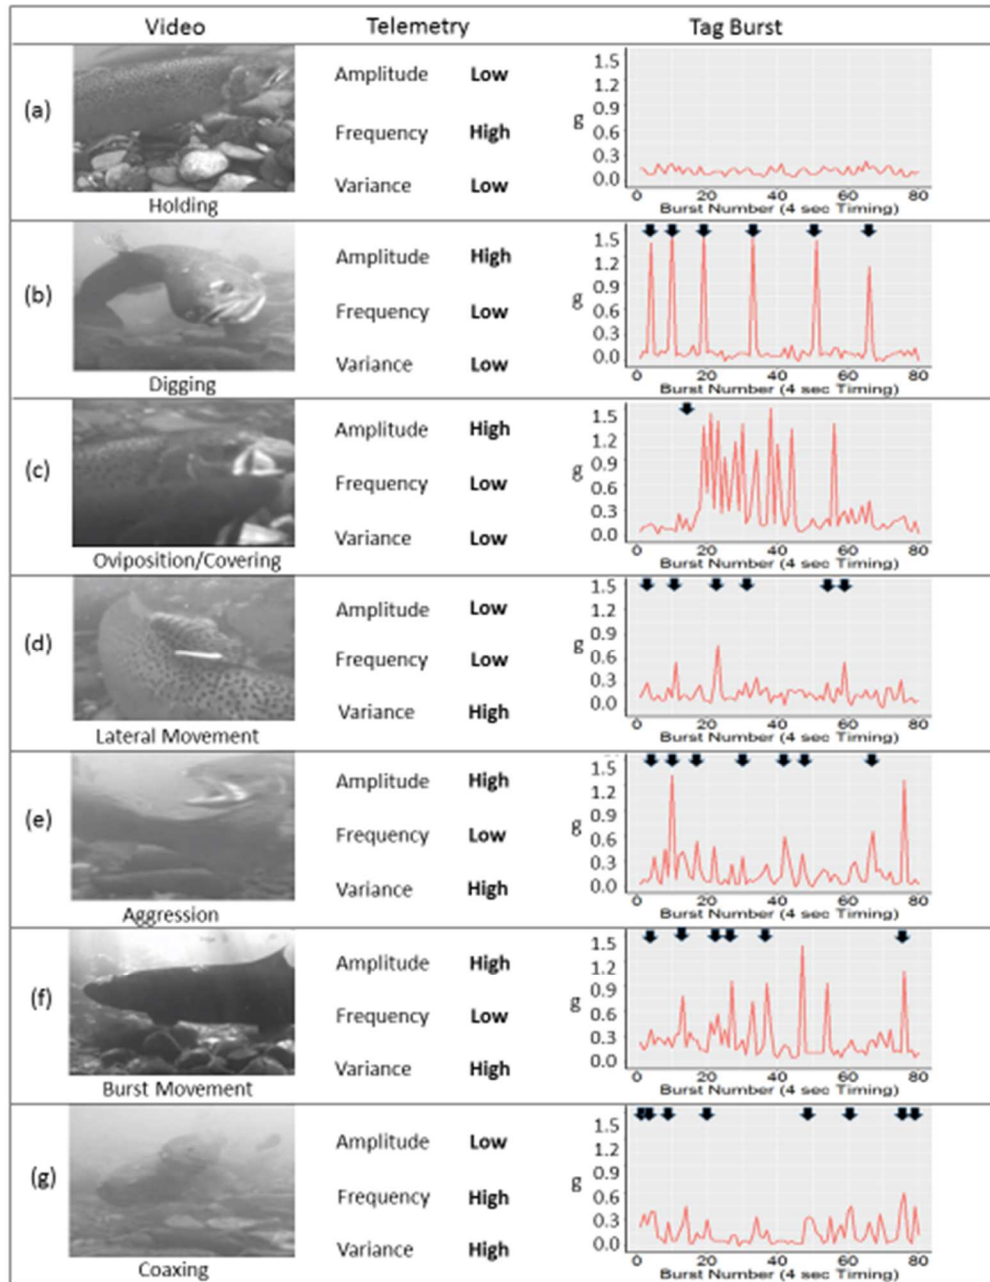 Video Telemetry Tag Burst
(a)
Holding
Amplitude Low
Frequency High
Variance Low
g
1.5
1.2
0.9
0.6
0.3
0.0
0 20 40 60 80
Burst Number (4 sec Timing)
(b)
Digging
Amplitude High
Frequency Low
Variance Low
g
1.5
1.2
0.9
0.6
0.3
0.0
0 20 40 60 80
Burst Number (4 sec Timing)
(c)
Oviposition/Covering
Amplitude High
Frequency Low
Variance Low
g
1.5
1.2
0.9
0.6
0.3
0.0
0 20 40 60 80
Burst Number (4 sec Timing)
(d)
Lateral Movement
Amplitude Low
Frequency Low
Variance High
g
1.5
1.2
0.9
0.6
0.3
0.0
0 20 40 60 80
Burst Number (4 sec Timing)
(e)
Aggression
Amplitude High
Frequency Low
Variance High
g
1.5
1.2
0.9
0.6
0.3
0.0
0 20 40 60 80
Burst Number (4 sec Timing)
(f)
Burst Movement
Amplitude High
Frequency Low
Variance High
g
1.5
1.2
0.9
0.6
0.3
0.0
0 20 40 60 80
Burst Number (4 sec Timing)
(g)
Coaxing
Amplitude Low
Frequency High
Variance High
g
1.5
1.2
0.9
0.6
0.3
0.0
0 20 40 60 80
Burst Number (4 sec Timing)